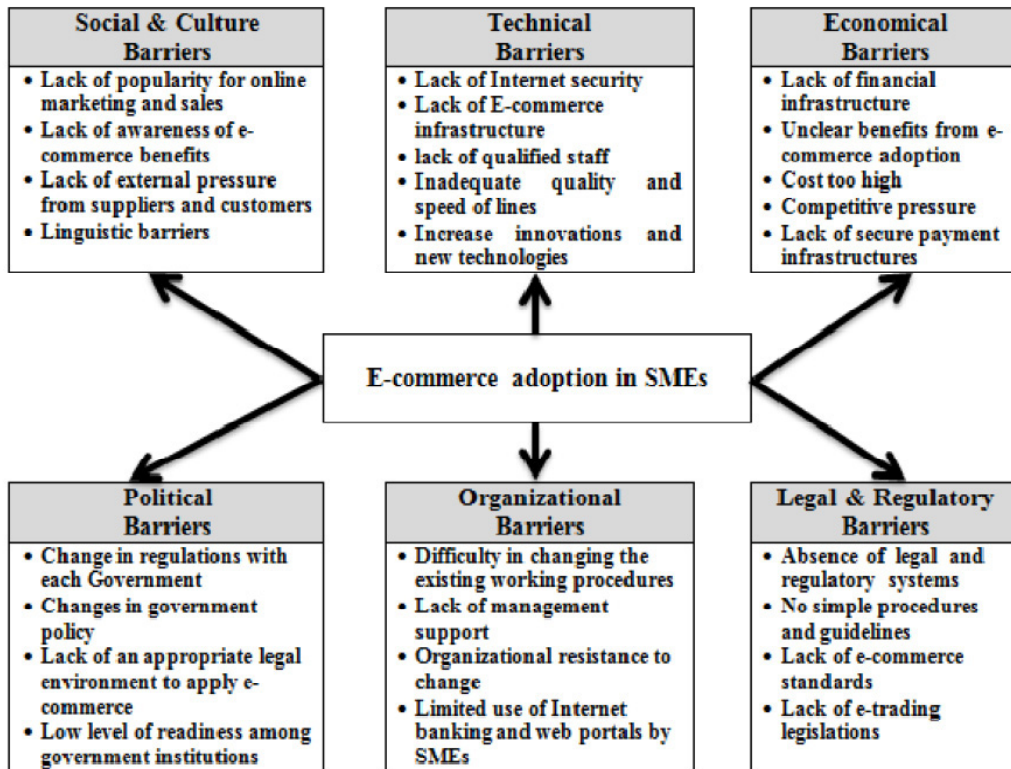 Social & Culture
Barriers
• Lack of popularity for online
marketing and sales
• Lack of awareness of e-
commerce benefits
• Lack of external pressure
from suppliers and customers
• Linguistic barriers
Technical
Barriers
• Lack of Internet security
• Lack of E-commerce
infrastructure
• lack of qualified staff
• Inadequate quality and
speed of lines
• Increase innovations and
new technologies
Economical
Barriers
• Lack of financial
infrastructure
• Unclear benefits from e-
commerce adoption
• Cost too high
• Competitive pressure
• Lack of secure payment
infrastructures
E-commerce adoption in SMEs
Political
Barriers
• Change in regulations with
each Government
• Changes in government
policy
• Lack of an appropriate legal
environment to apply e-
commerce
• Low level of readiness among
government institutions
Organizational
Barriers
• Difficulty in changing the
existing working procedures
• Lack of management
support
• Organizational resistance to
change
• Limited use of Internet
banking and web portals by
SMEs
Legal & Regulatory
Barriers
• Absence of legal and
regulatory systems
• No simple procedures
and guidelines
• Lack of e-commerce
standards
• Lack of e-trading
legislations